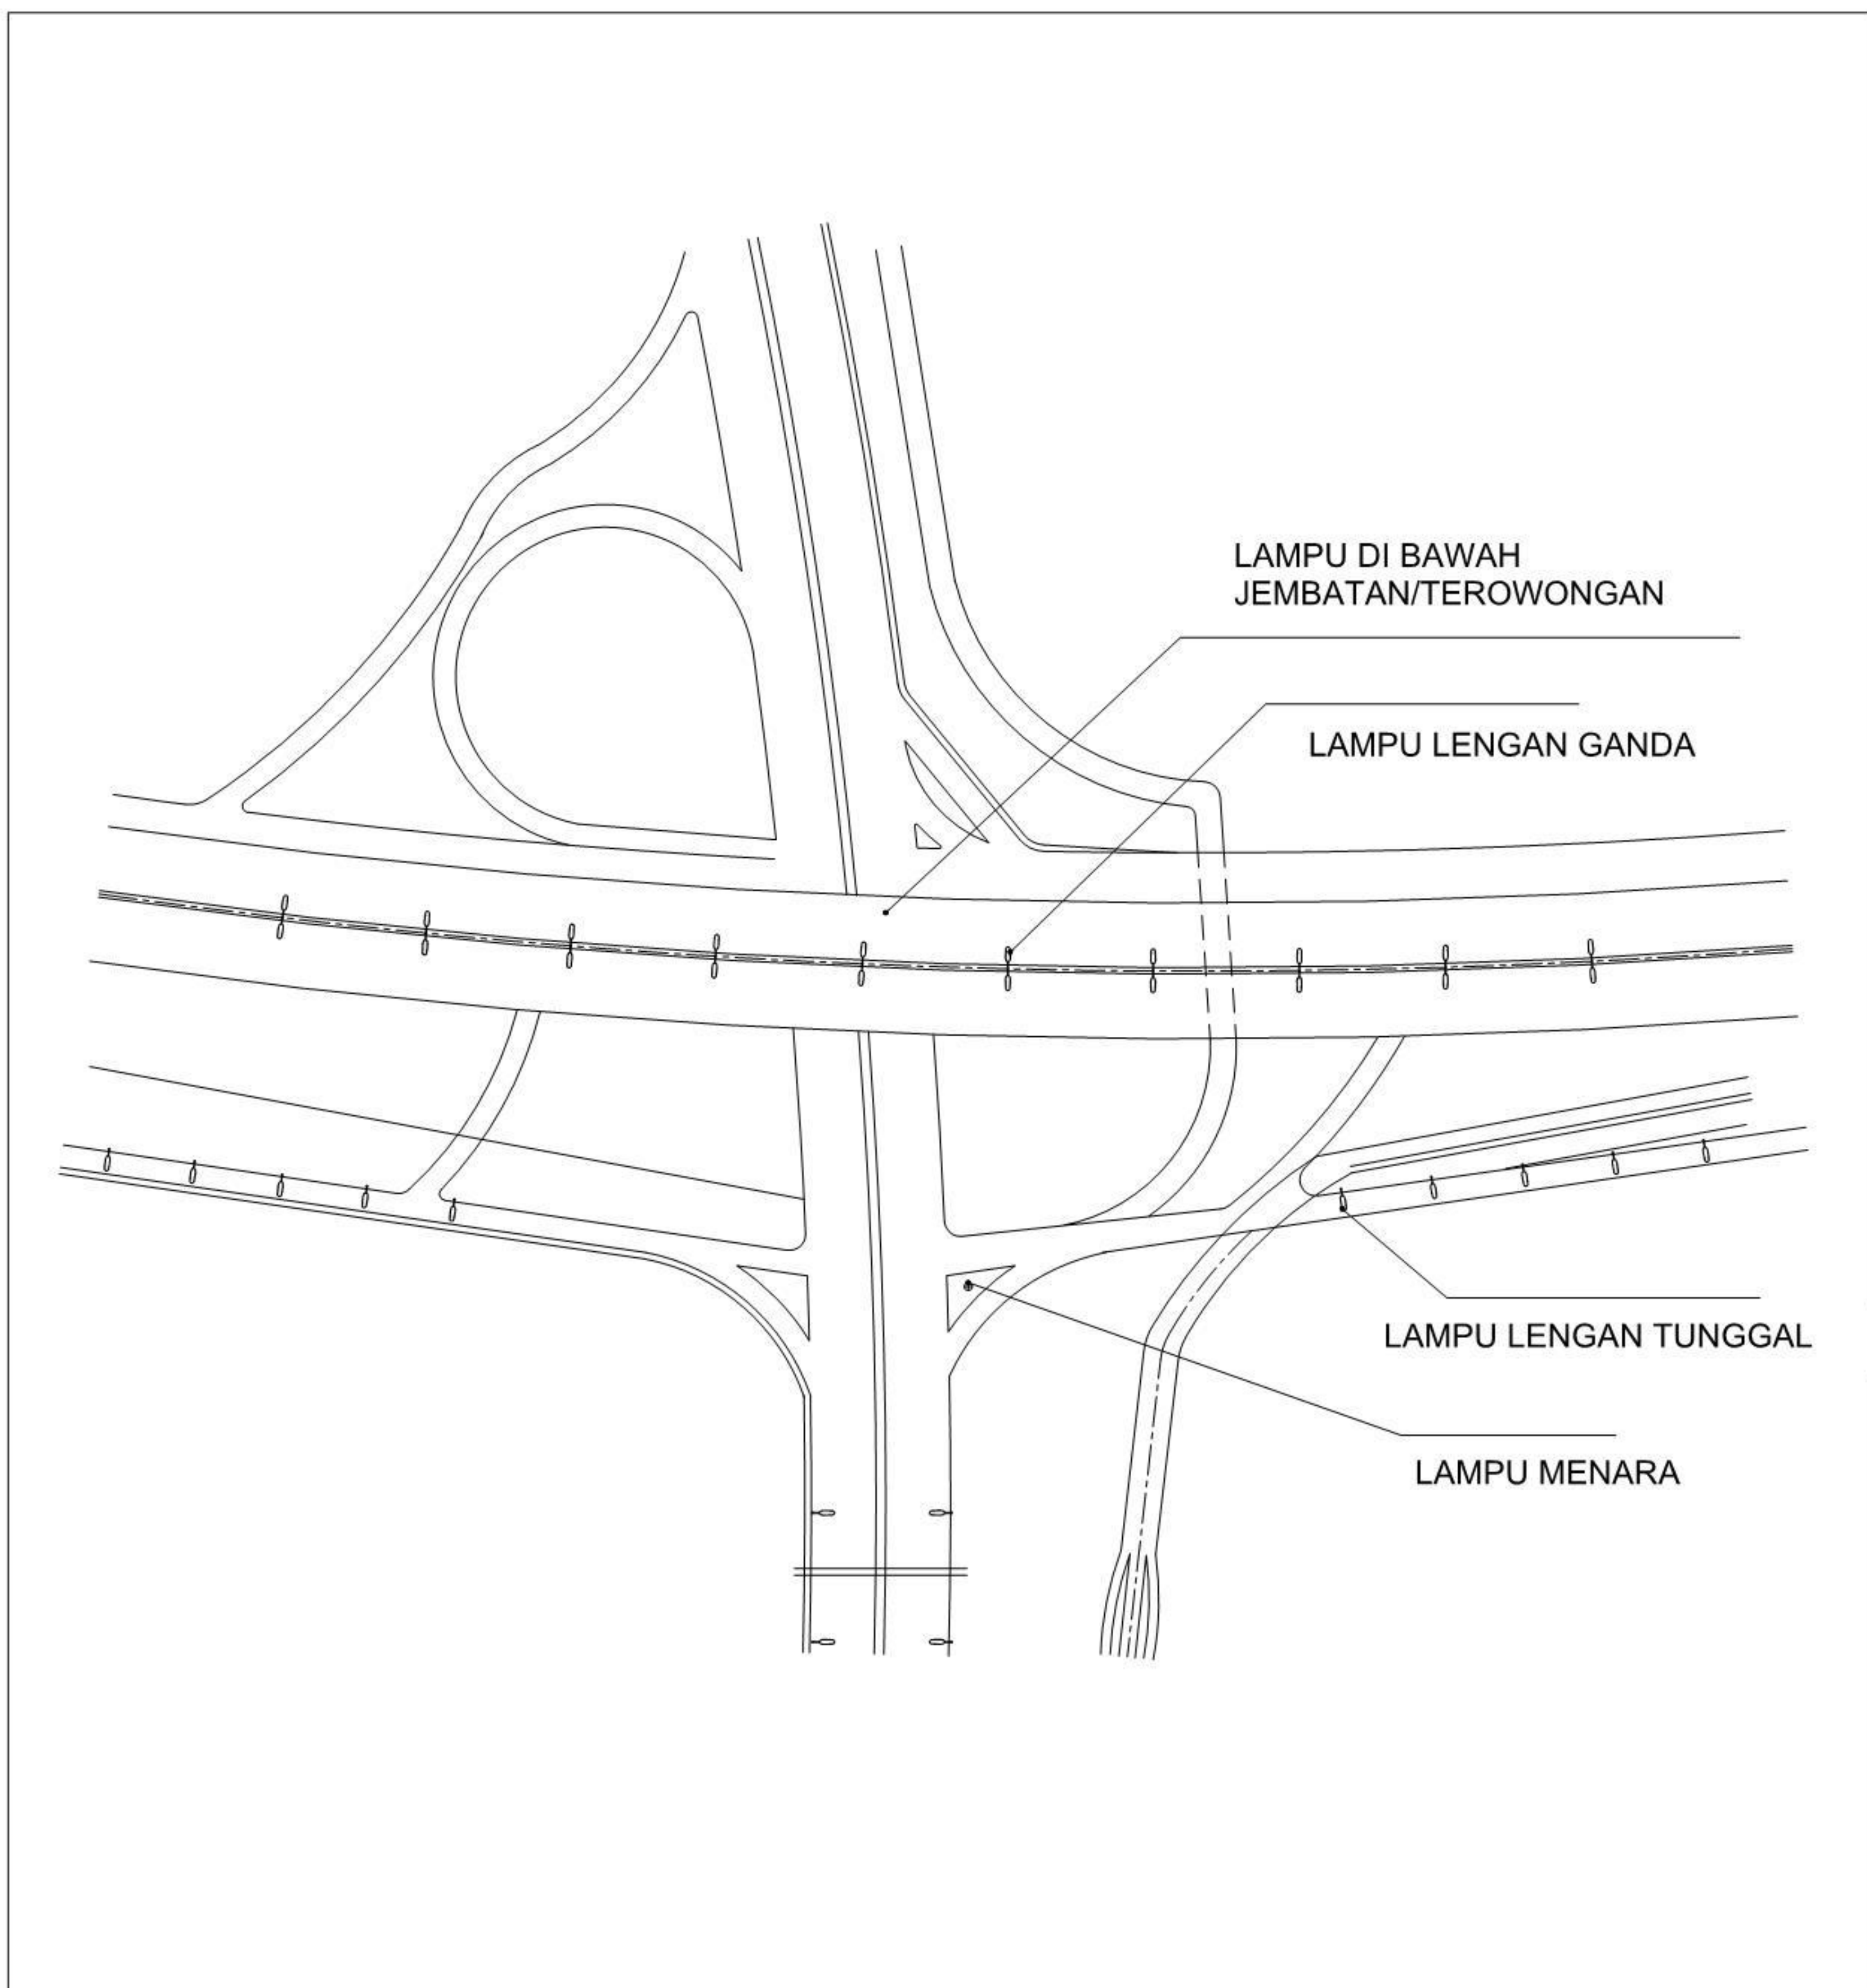 LAMPU DI BAWAH
JEMBATAN/TEROWONGAN
LAMPU LENGAN GANDA
LAMPU LENGAN TUNGGAL
LAMPU MENARA